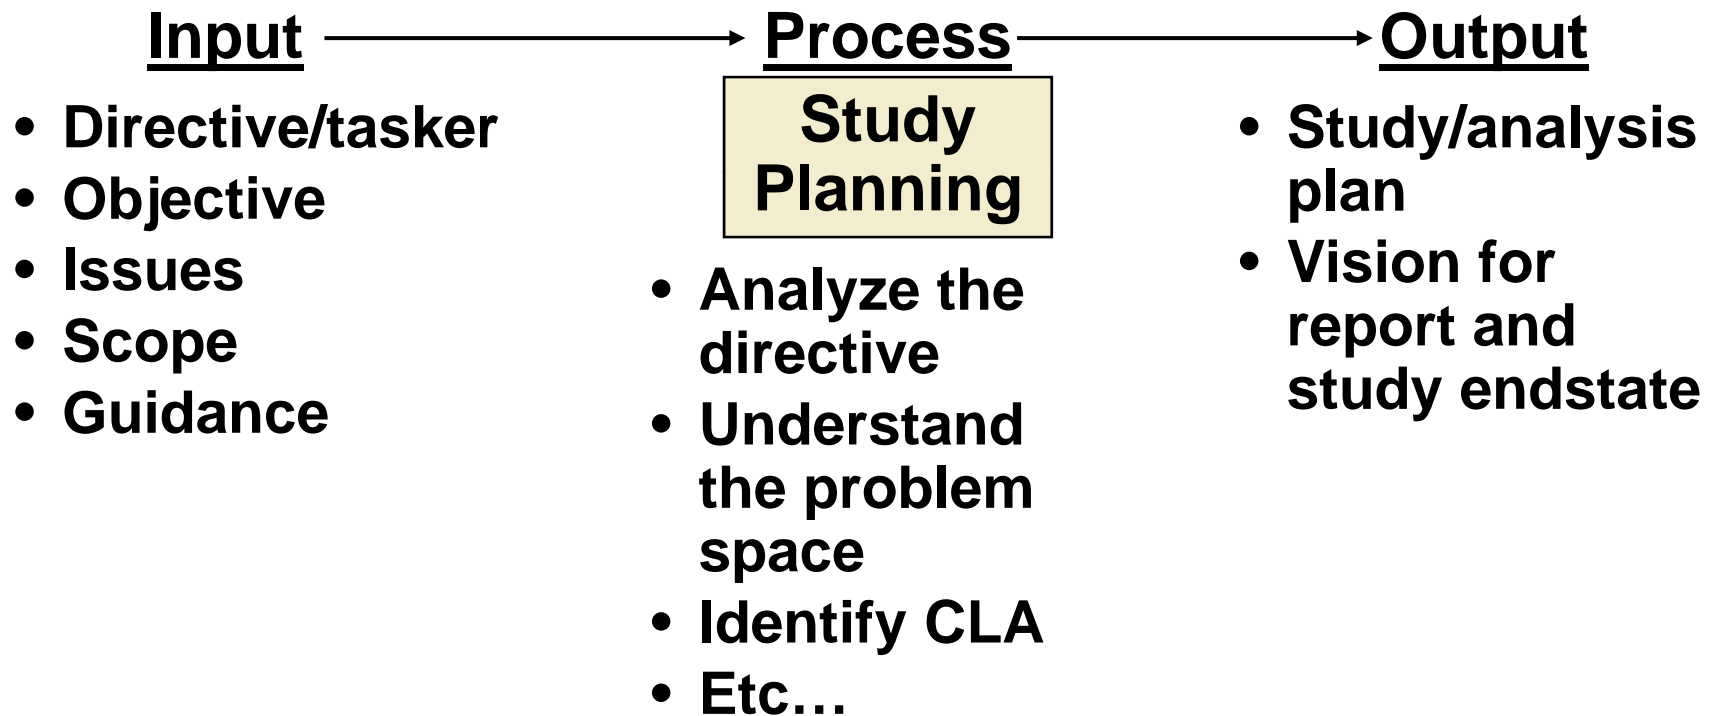 Input
Process
Output
• Directive/tasker
• Objective
• Issues
• Scope
• Guidance
Study
Planning
• Analyze the
directive
• Understand
the problem
space
• Identify CLA
• Etc…
• Study/analysis
plan
• Vision for
report and
study endstate